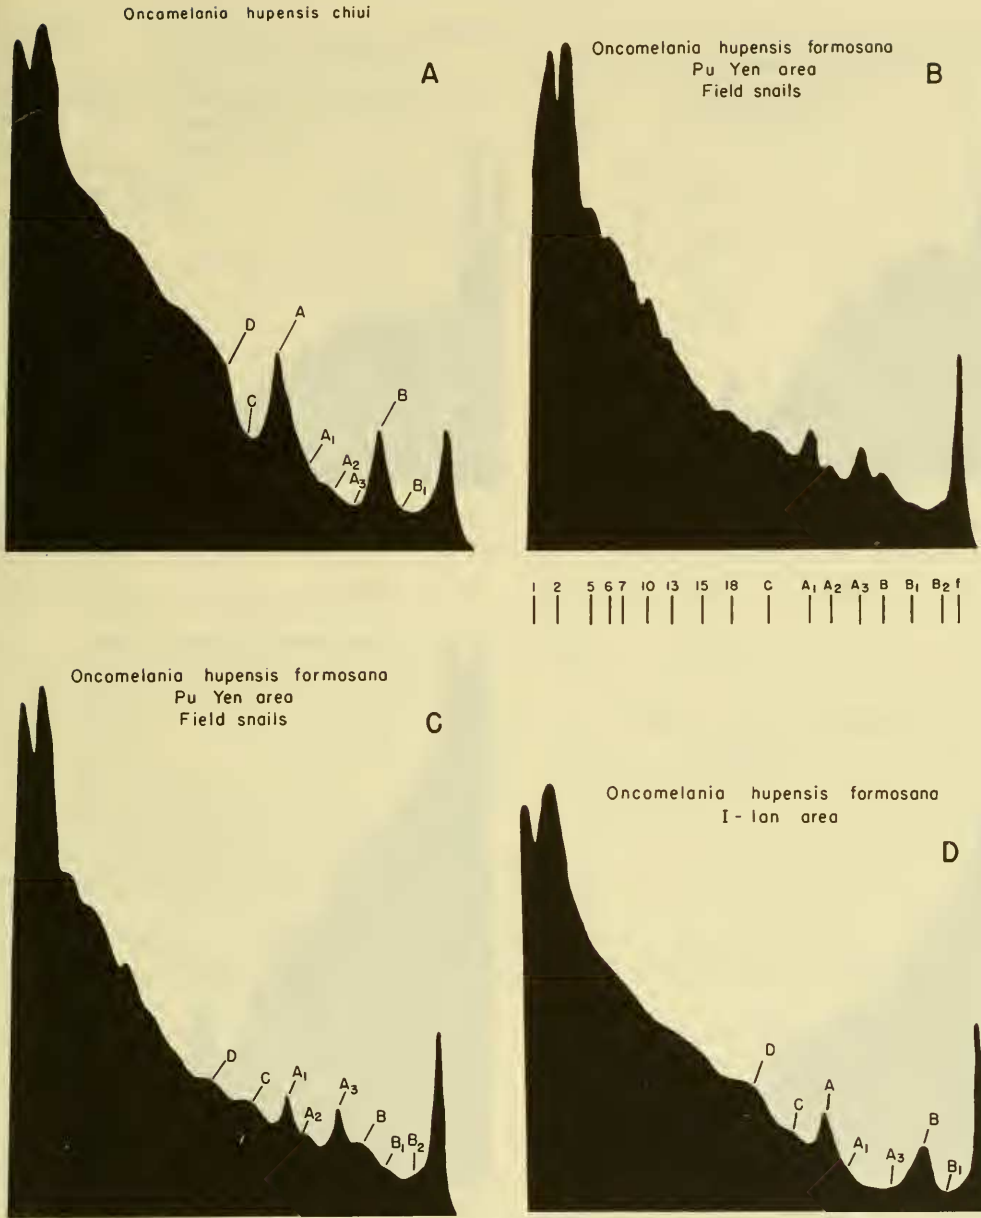 Oncomelania hupensis chiui
A
D
A
C
B
A₁
A₂
A₃
B₁
Oncomelania hupensis formosana
Pu Yen area
Field snails
B
1 2 5 6 7 10 13 15 18 C A₁ A₂ A₃ B B₁ B₂ f
Oncomelania hupensis formosana
Pu Yen area
Field snails
C
D
C
A₁
A₂
A₃
B
B₁
B₂
Oncomelania hupensis formosana
I-lan area
D
D
C
A
A₁
A₃
B
B₁